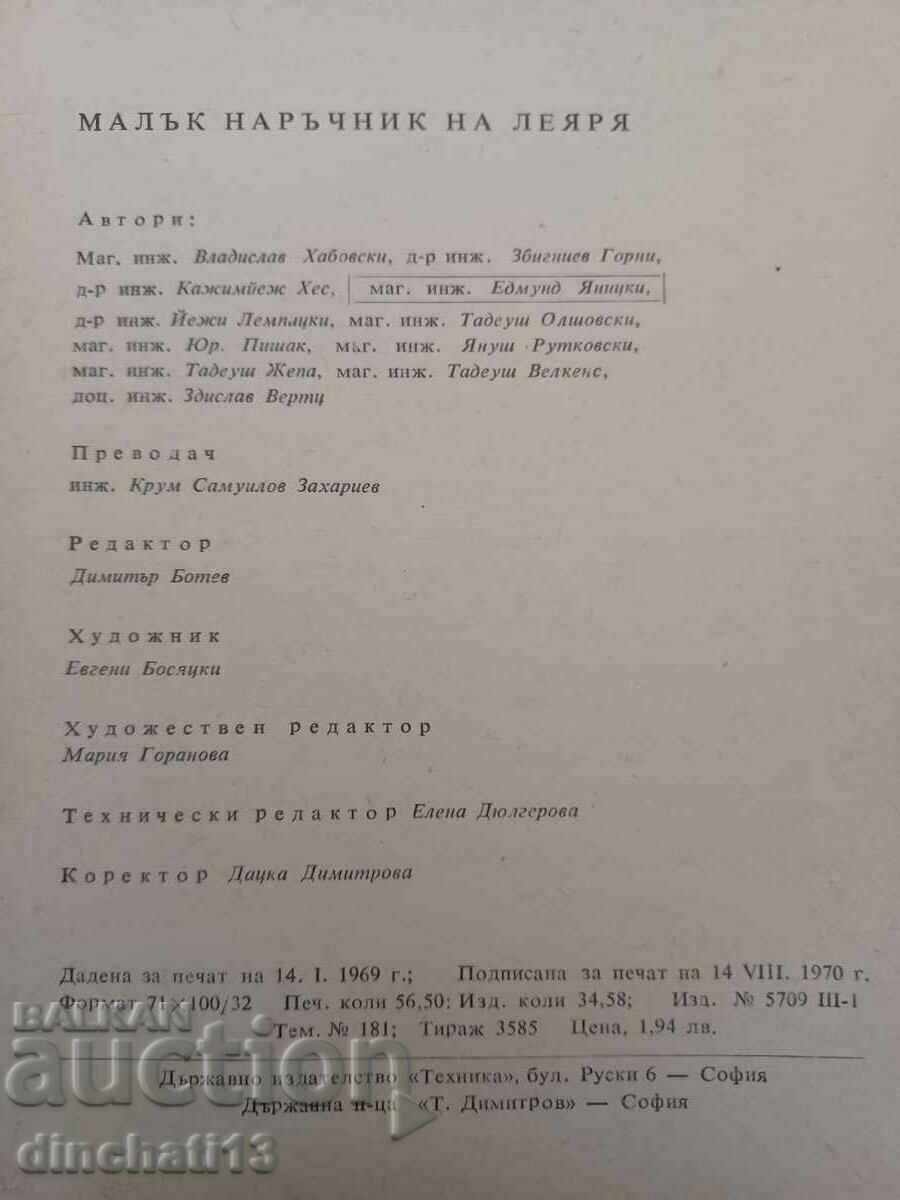 МАЛЪК НАРЪЧНИК НА ЛЕЯРЯ
Автори:
Маг. инж. Владислав Хабовски, д-р инж. Збигниев Горни,
д-р инж. Кажимйеж Хес, маг. инж. Едмунд Яницки,
д-р инж. Йежи Лемпацки, маг. инж. Тадеуш Олшовски,
маг. инж. Юр. Пишак, маг. инж. Януш Рутковски,
маг. инж. Тадеуш Жепа, маг. инж. Тадеуш Велкенс,
доц. инж. Здислав Вертц
Преводач
инж. Крум Самуилов Захариев
Редактор
Димитър Ботев
Художник
Евгени Босяцки
Художествен редактор
Мария Горанова
Технически редактор Елена Дюлгерова
Коректор Дацка Димитрова
Дадена за печат на 14. I. 1969 г.; Подписана за печат на 14 VIII. 1970 г.
Формат 71×100/32 Печ. коли 56,50; Изд. коли 34,58; Изд. № 5709 III-1
Тем. № 181; Тираж 3585 Цена, 1,94 лв.
Държавно издателство «Техника», бул. Руски 6 — София
Държавна п-ца «Т. Димитров» — София
BALKAN
auction
dinchati13